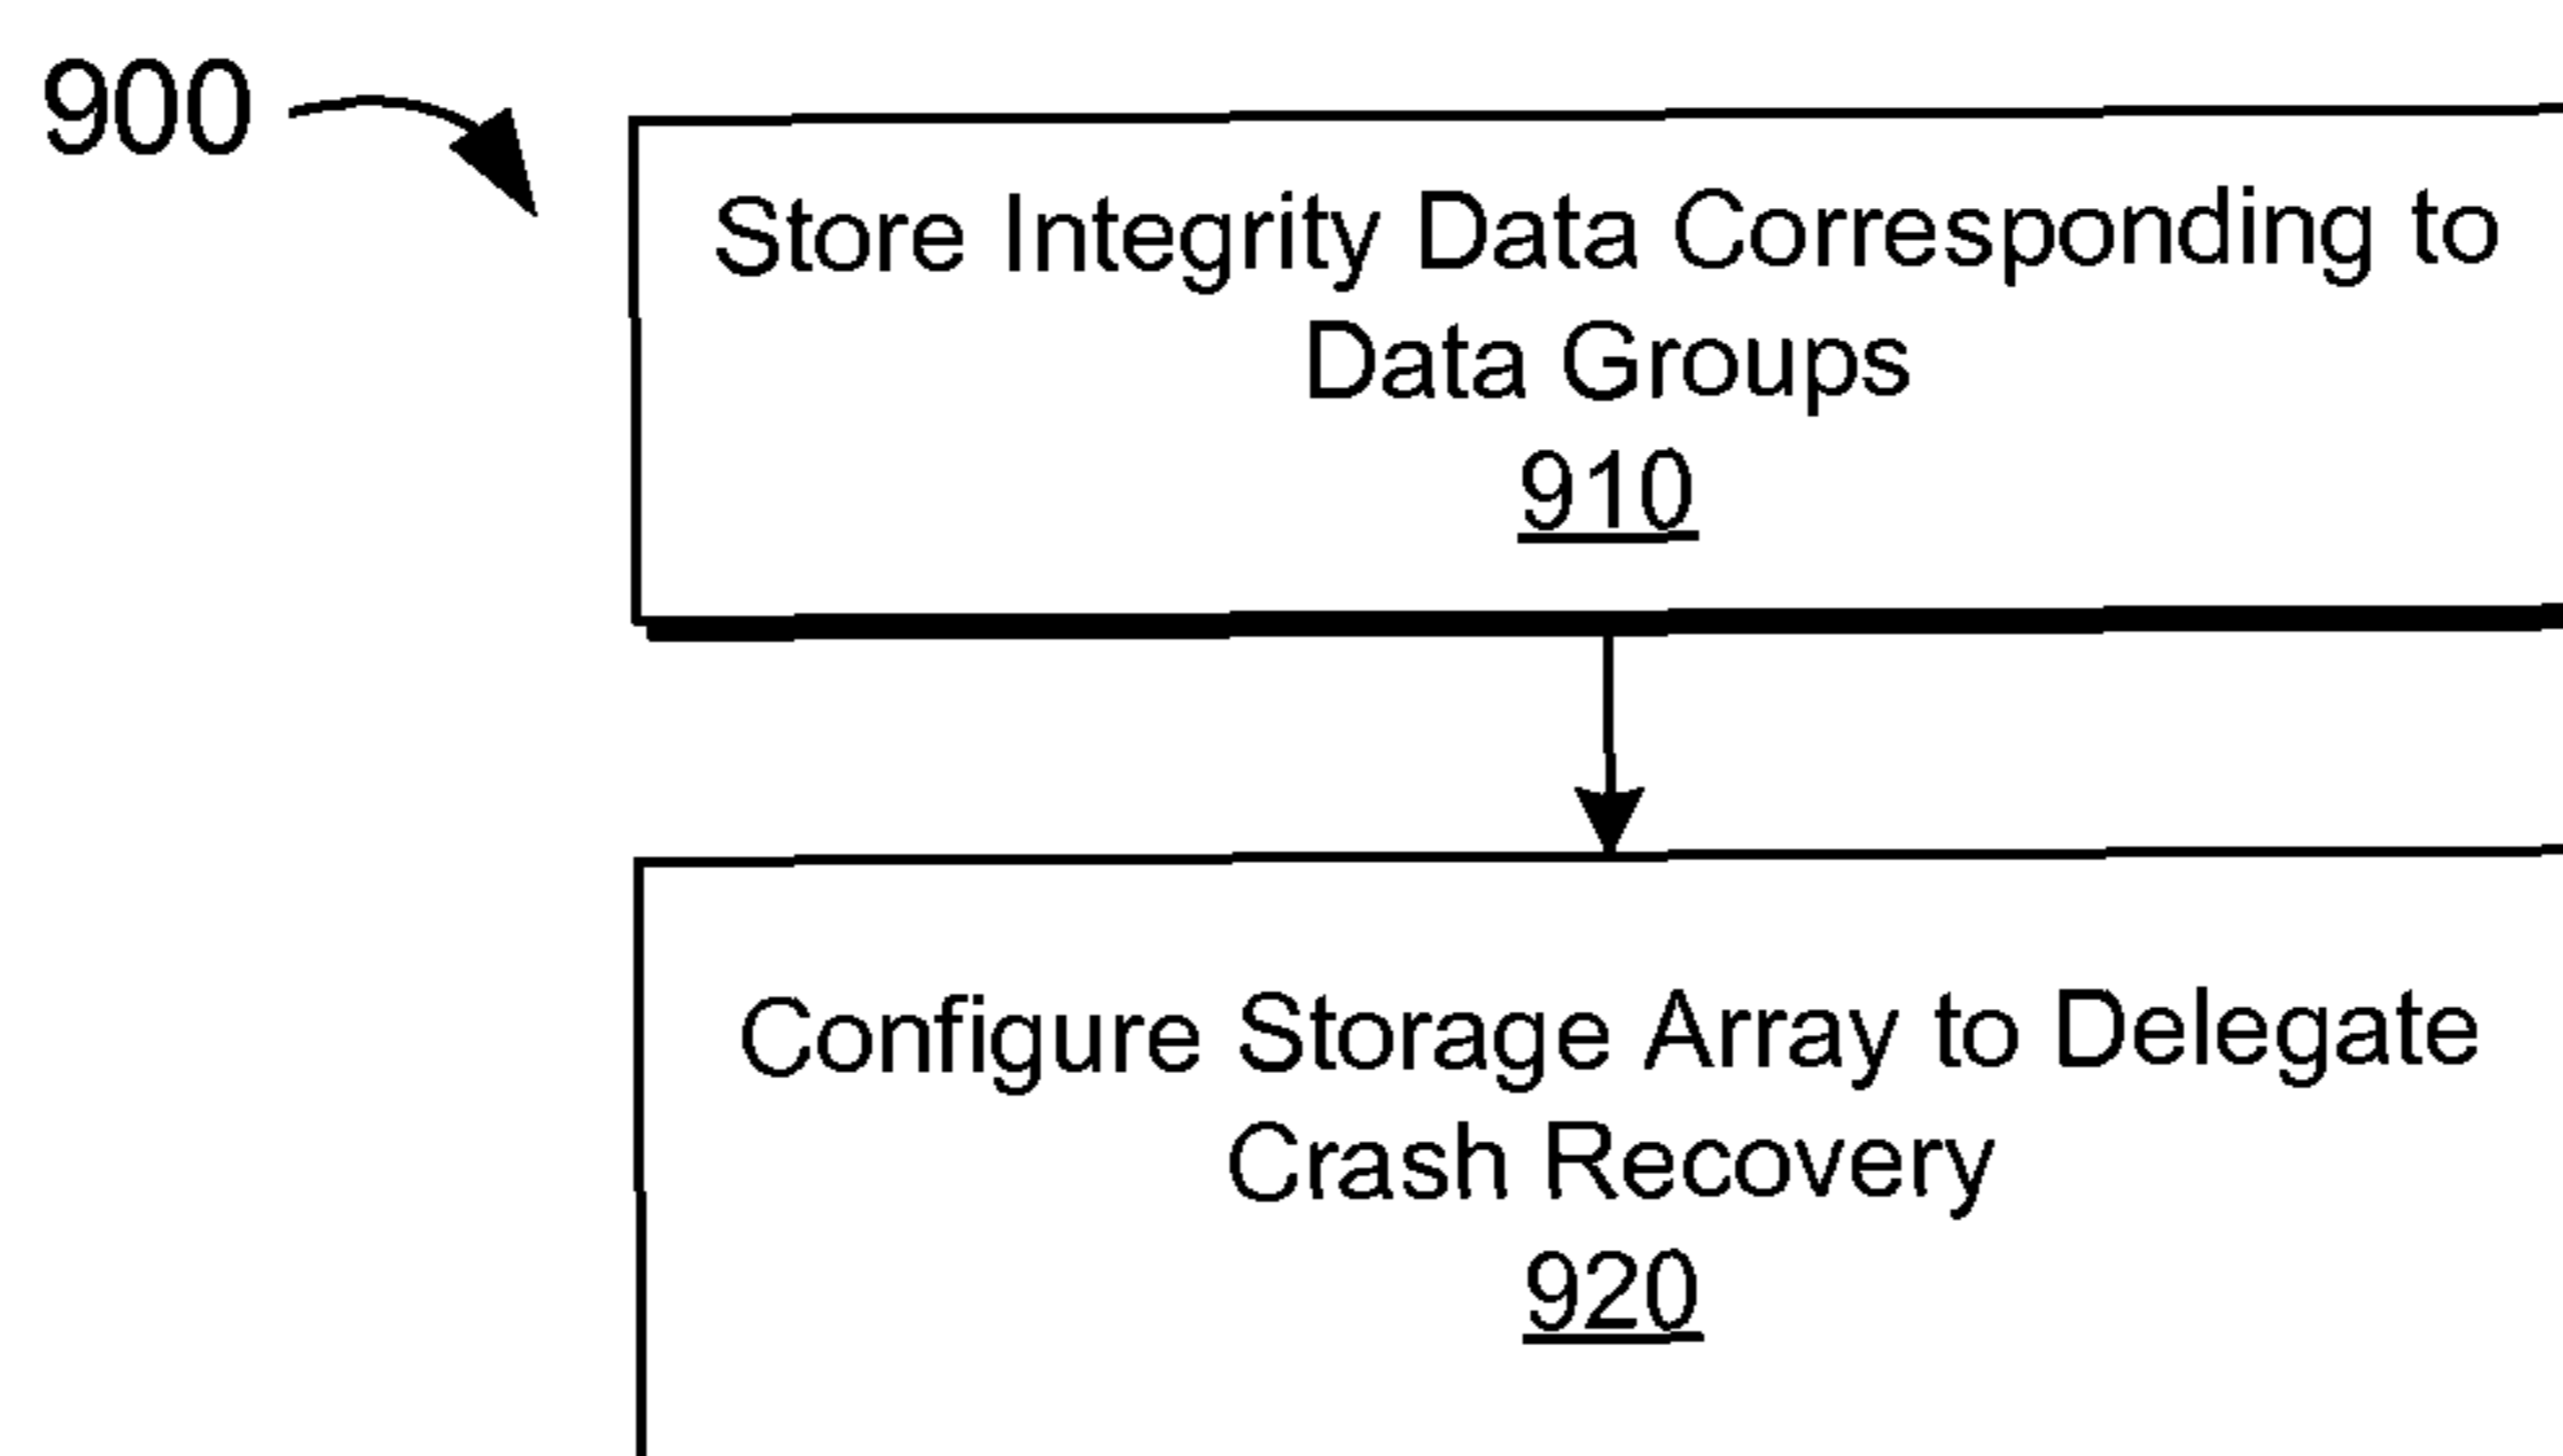 900
Store Integrity Data Corresponding to
Data Groups
910
Configure Storage Array to Delegate
Crash Recovery
920